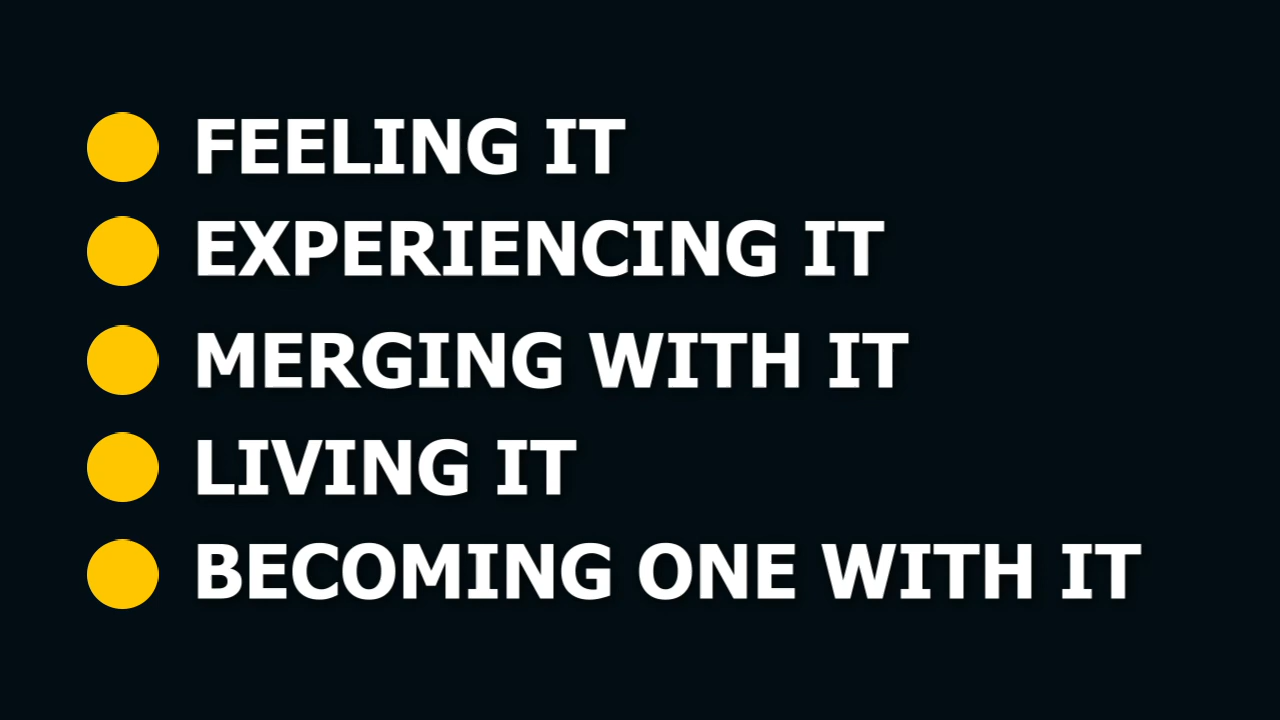 FEELING IT
EXPERIENCING IT
MERGING WITH IT
LIVING IT
BECOMING ONE WITH IT